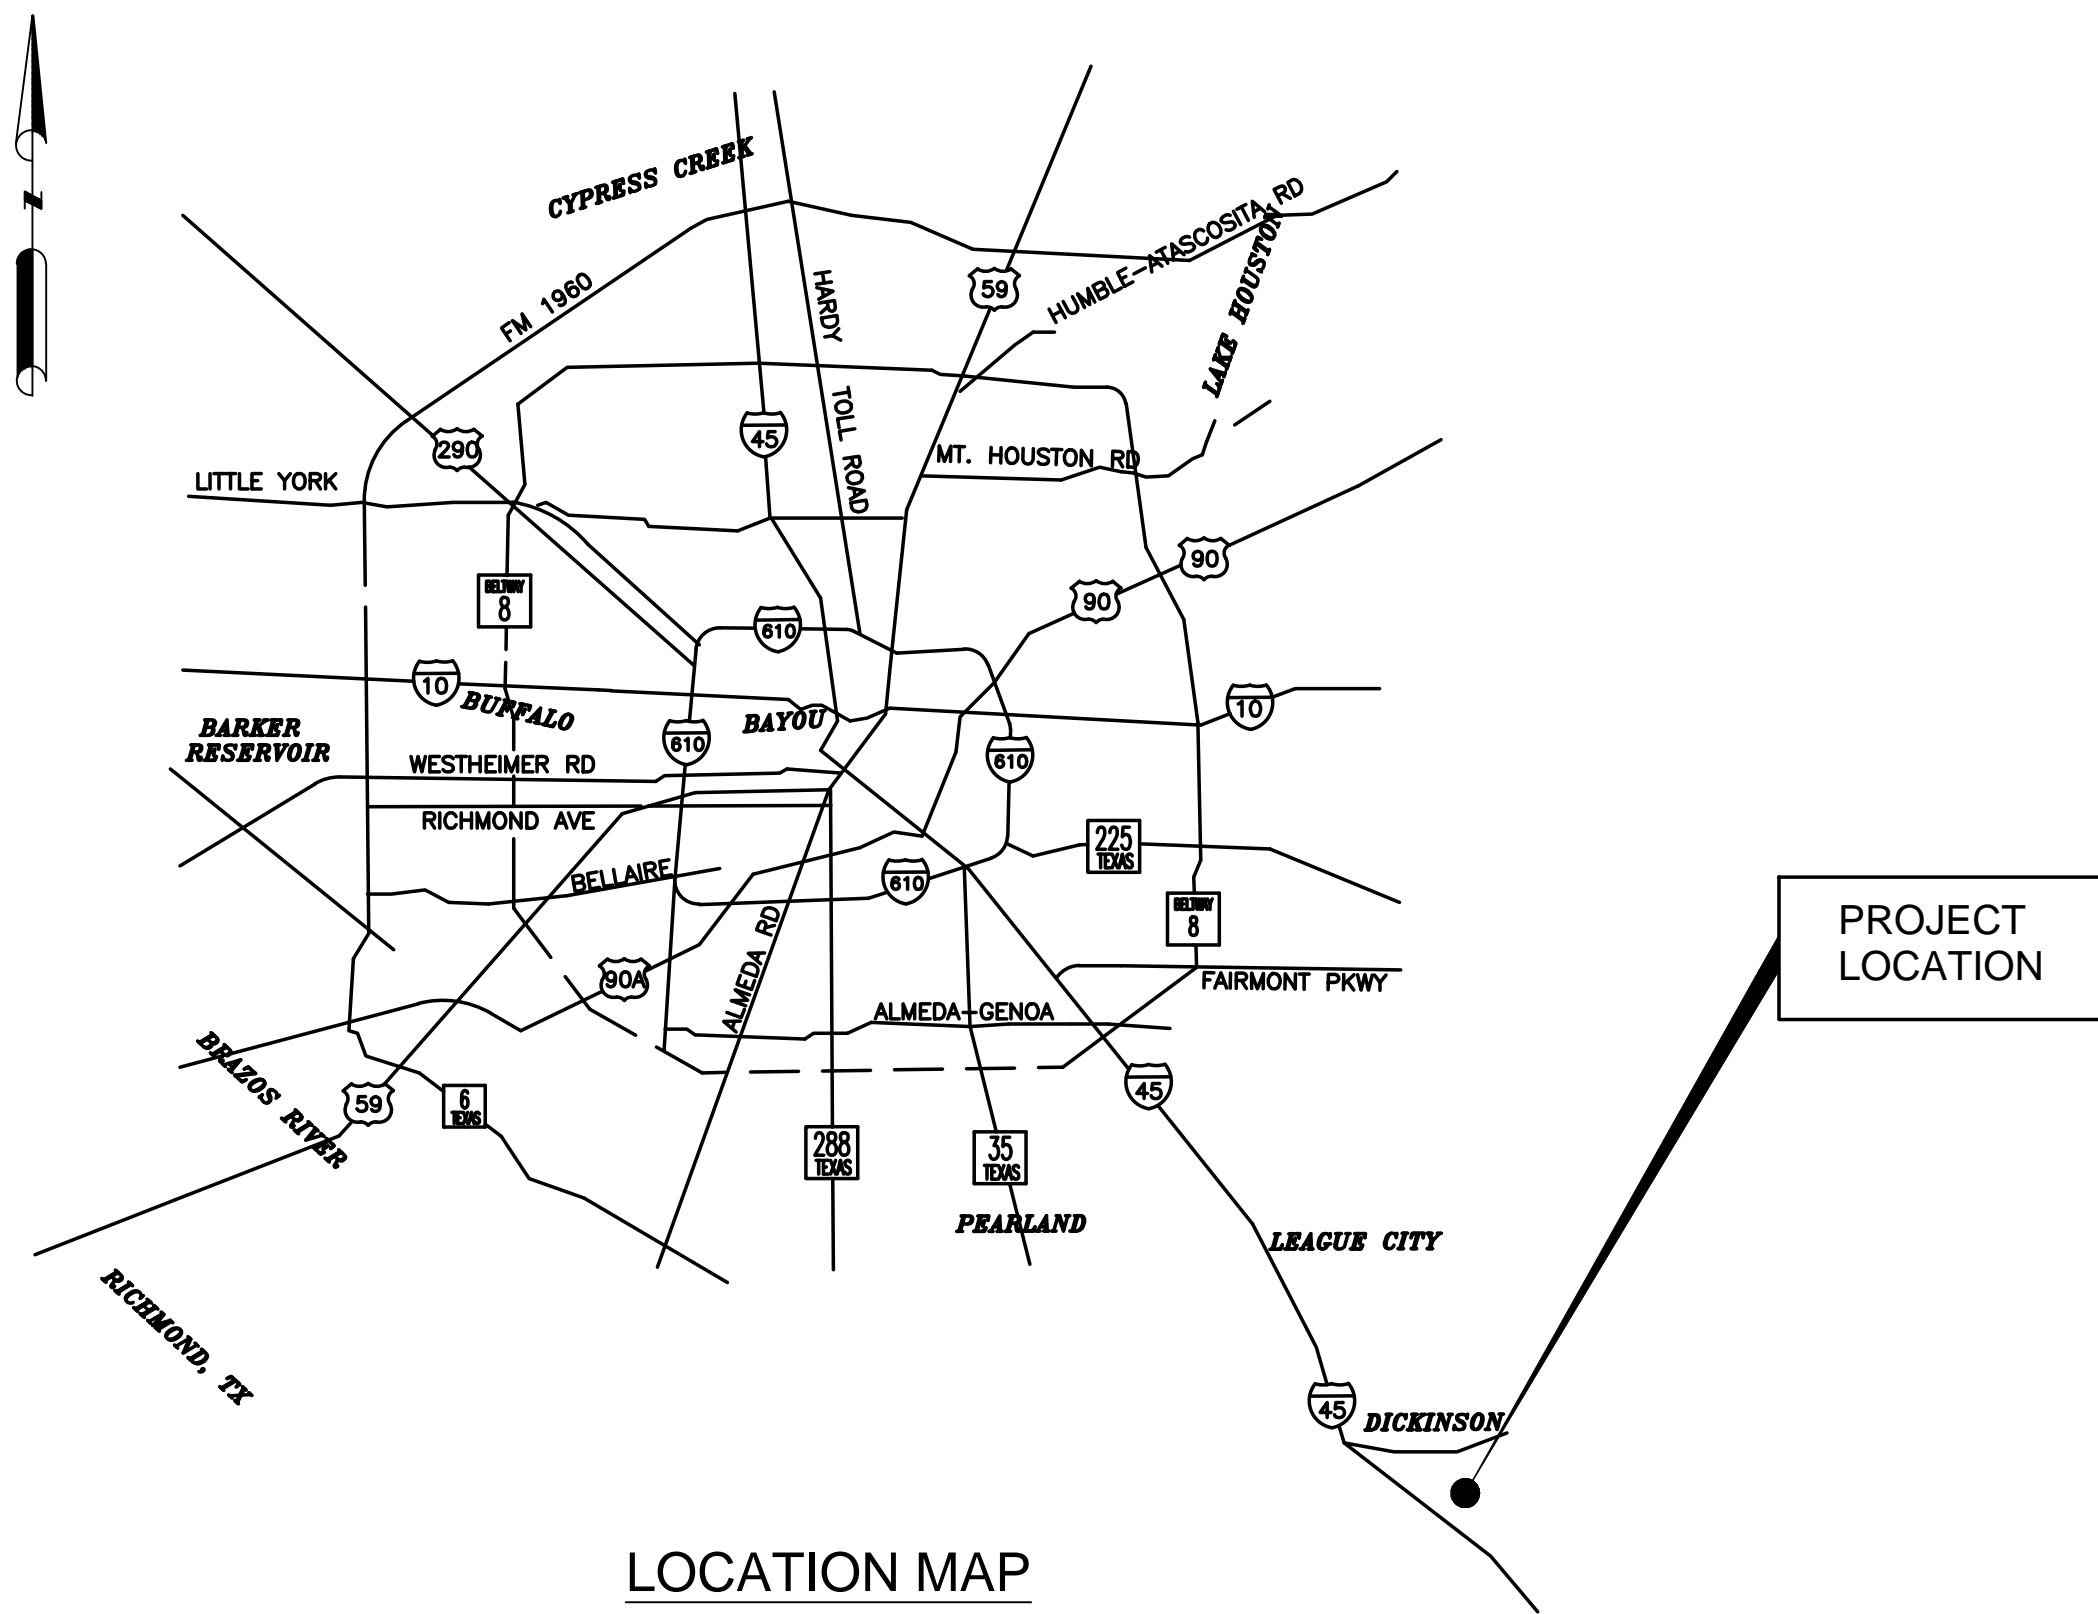 N
CYPRESS CREEK
HUMBLE-ATASCOSITA RD
LAKE HOUSTON
FM 1960
HARDY
TOLL ROAD
59
290
45
MT. HOUSTON RD
LITTLE YORK
90
90
BELTWAY
8
610
10
BUFFALO
BAYOU
610
10
BARKER
RESERVOIR
WESTHEIMER RD
610
RICHMOND AVE
225
TEXAS
BELLAIRE
610
BELTWAY
8
PROJECT
LOCATION
ALMEDA RD
90A
FAIRMONT PKWY
ALMEDA-GENOA
BRAZOS RIVER
59
6
TEXAS
45
288
TEXAS
35
TEXAS
PEARLAND
LEAGUE CITY
RICHMOND, TX
45
DICKINSON
LOCATION MAP